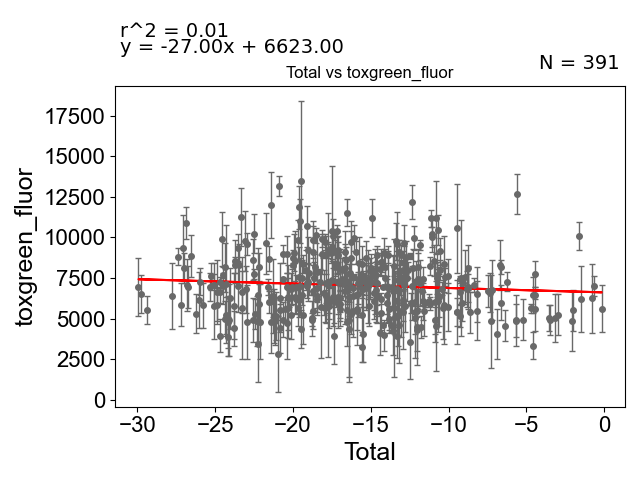 r^2 = 0.01
y = -27.00x + 6623.00
N = 391
Total vs toxgreen_fluor
17500
15000
12500
10000
7500
5000
2500
0
toxgreen_fluor
−30
−25
−20
−15
−10
−5
0
Total